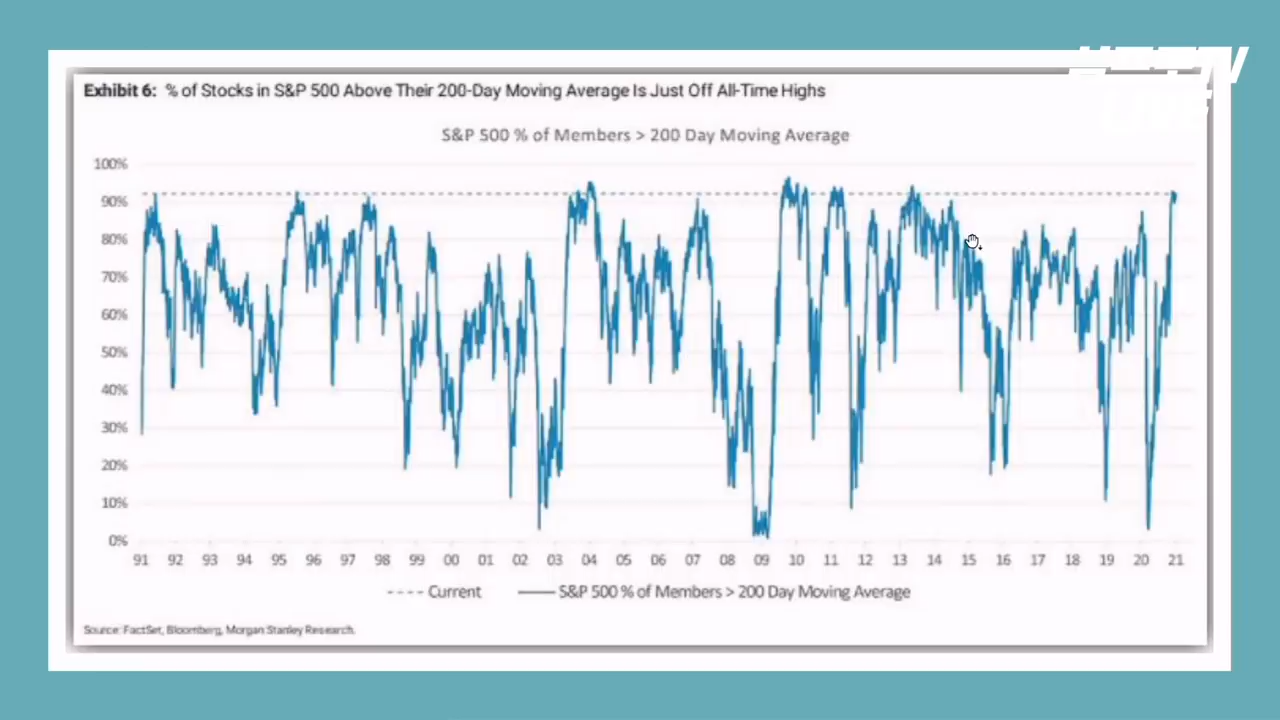 Exhibit 6: % of Stocks in S&P 500 Above Their 200-Day Moving Average Is Just Off All-Time Highs
S&P 500 % of Members > 200 Day Moving Average
100%
90%
80%
70%
60%
50%
40%
30%
20%
10%
0%
91 92 93 94 95 96 97 98 99 00 01 02 03 04 05 06 07 08 09 10 11 12 13 14 15 16 17 18 19 20 21
Current S&P 500 % of Members > 200 Day Moving Average
Source: FactSet, Bloomberg, Morgan Stanley Research.